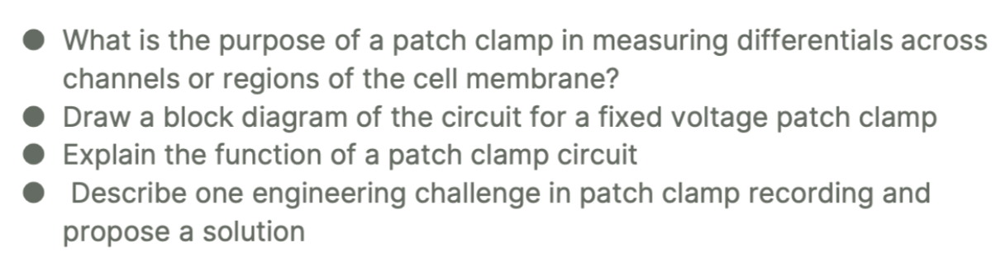 ● What is the purpose of a patch clamp in measuring differentials across
channels or regions of the cell membrane?
● Draw a block diagram of the circuit for a fixed voltage patch clamp
● Explain the function of a patch clamp circuit
● Describe one engineering challenge in patch clamp recording and
propose a solution